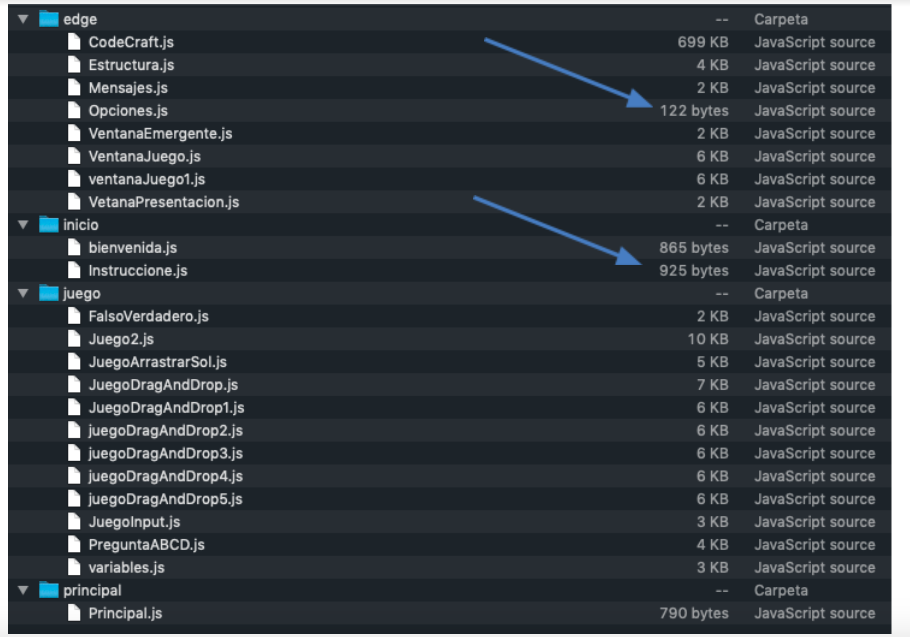 edge -- Carpeta
CodeCraft.js 699 KB JavaScript source
Estructura.js 4 KB JavaScript source
Mensajes.js 2 KB JavaScript source
Opciones.js 122 bytes JavaScript source
VentanaEmergente.js 2 KB JavaScript source
VentanaJuego.js 6 KB JavaScript source
ventanaJuego1.js 6 KB JavaScript source
VetanaPresentacion.js 2 KB JavaScript source
inicio -- Carpeta
bienvenida.js 865 bytes JavaScript source
Instruccione.js 925 bytes JavaScript source
juego -- Carpeta
FalsoVerdadero.js 2 KB JavaScript source
Juego2.js 10 KB JavaScript source
JuegoArrastrarSol.js 5 KB JavaScript source
JuegoDragAndDrop.js 7 KB JavaScript source
JuegoDragAndDrop1.js 6 KB JavaScript source
juegoDragAndDrop2.js 6 KB JavaScript source
juegoDragAndDrop3.js 6 KB JavaScript source
juegoDragAndDrop4.js 6 KB JavaScript source
juegoDragAndDrop5.js 6 KB JavaScript source
JuegoInput.js 3 KB JavaScript source
PreguntaABCD.js 4 KB JavaScript source
variables.js 3 KB JavaScript source
principal -- Carpeta
Principal.js 790 bytes JavaScript source